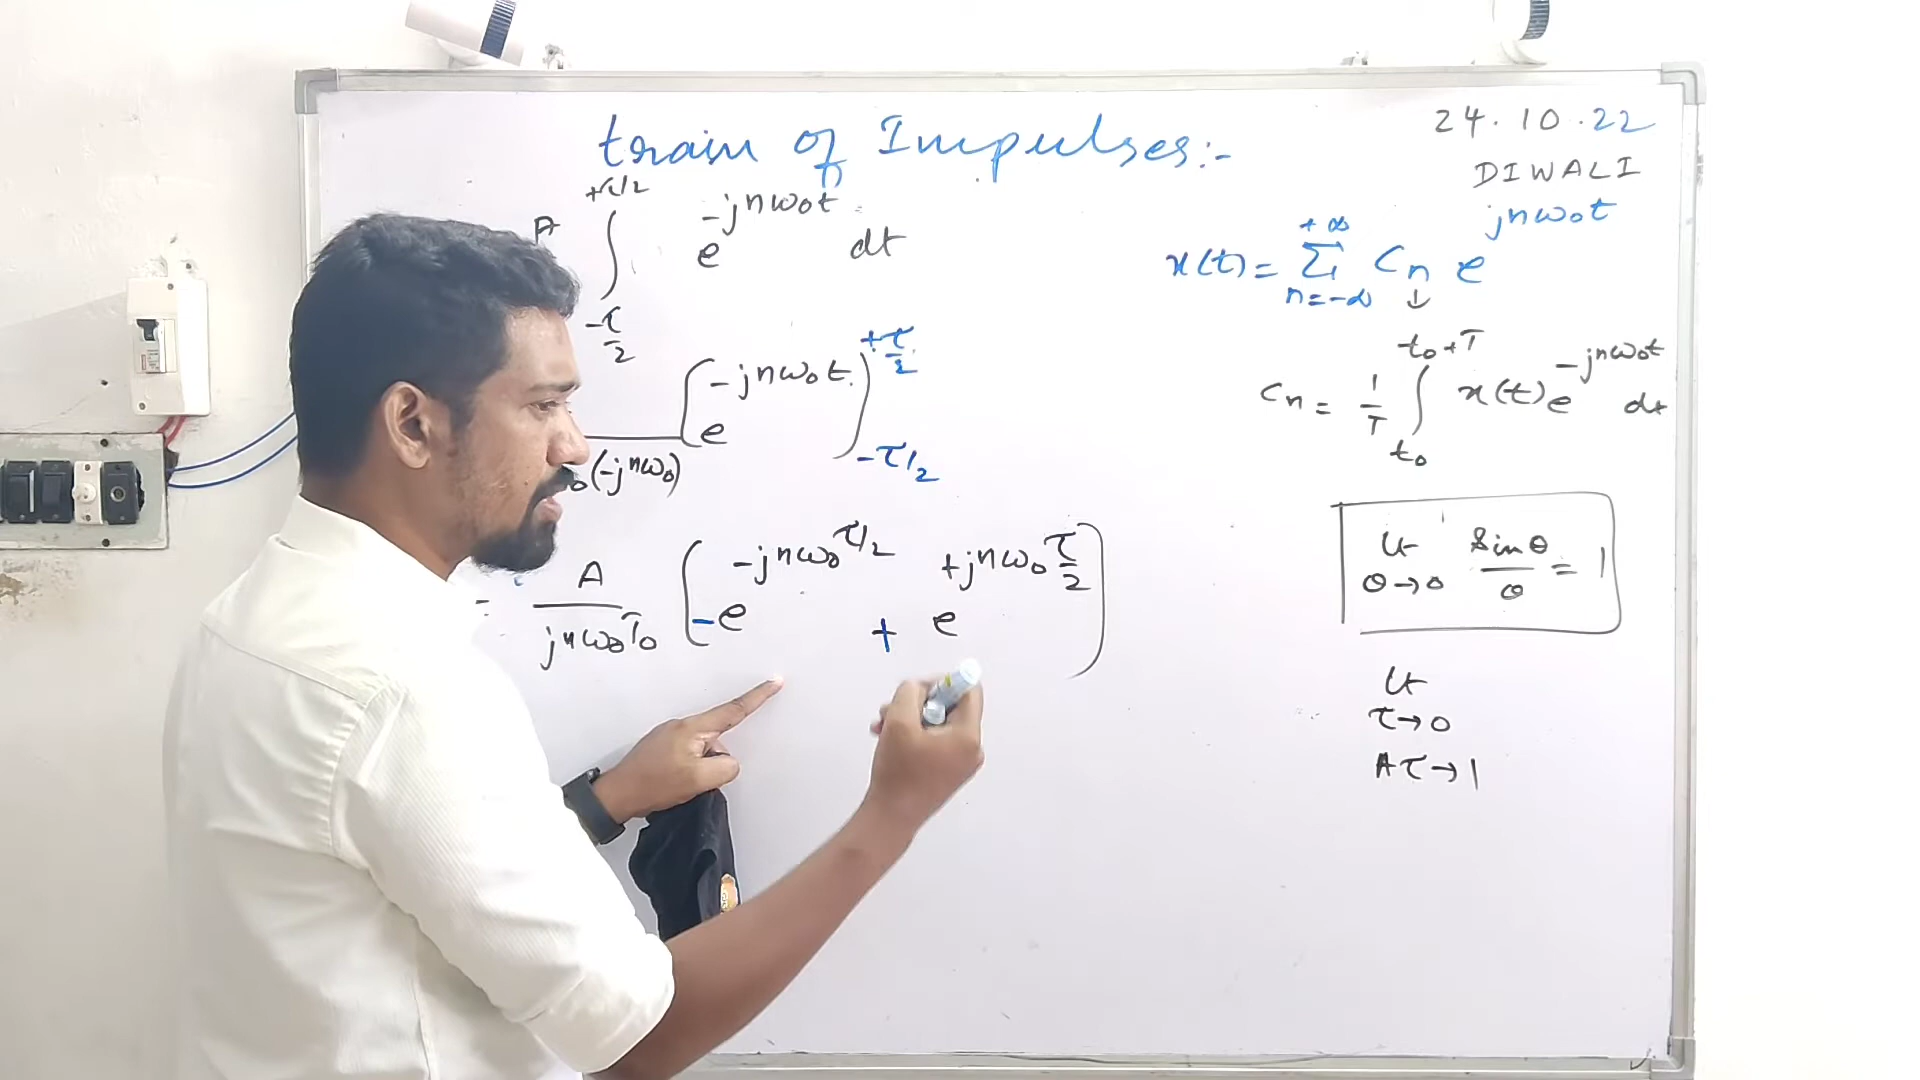 train of Impulses:-
24.10.22
DIWALI
A ∫ e^{-jnω₀t} dt
+τ/2
-τ/2
(e^{-jnω₀t})
+τ/2
-τ/2
₀(-jnω₀)
= A/(jnω₀T₀) (-e^{-jnω₀τ/2} + e^{+jnω₀τ/2})
x(t) = Σ Cn e^{jnω₀t}
+∞
n=-∞
↓
Cn = 1/T ∫ x(t) e^{-jnω₀t} dt
t₀+T
t₀
Lt sinθ/θ = 1
θ→0
Lt
τ→0
Aτ→1